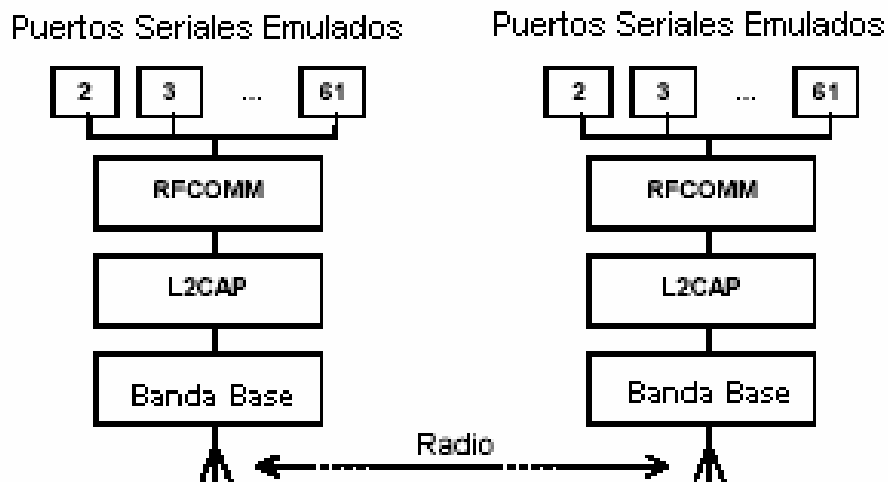 Puertos Seriales Emulados Puertos Seriales Emulados
2 3 ... 61 2 3 ... 61
RFCOMM RFCOMM
L2CAP L2CAP
Banda Base Banda Base
Radio